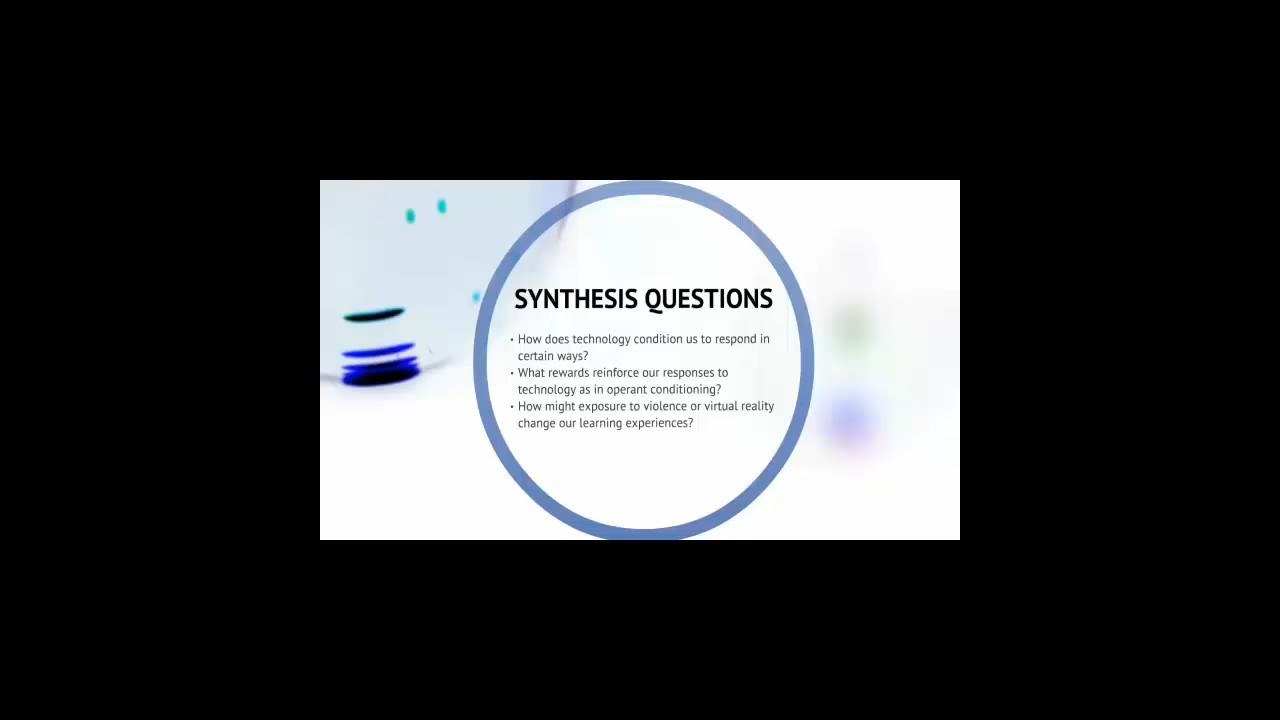 SYNTHESIS QUESTIONS
• How does technology condition us to respond in
certain ways?
• What rewards reinforce our responses to
technology as in operant conditioning?
• How might exposure to violence or virtual reality
change our learning experiences?